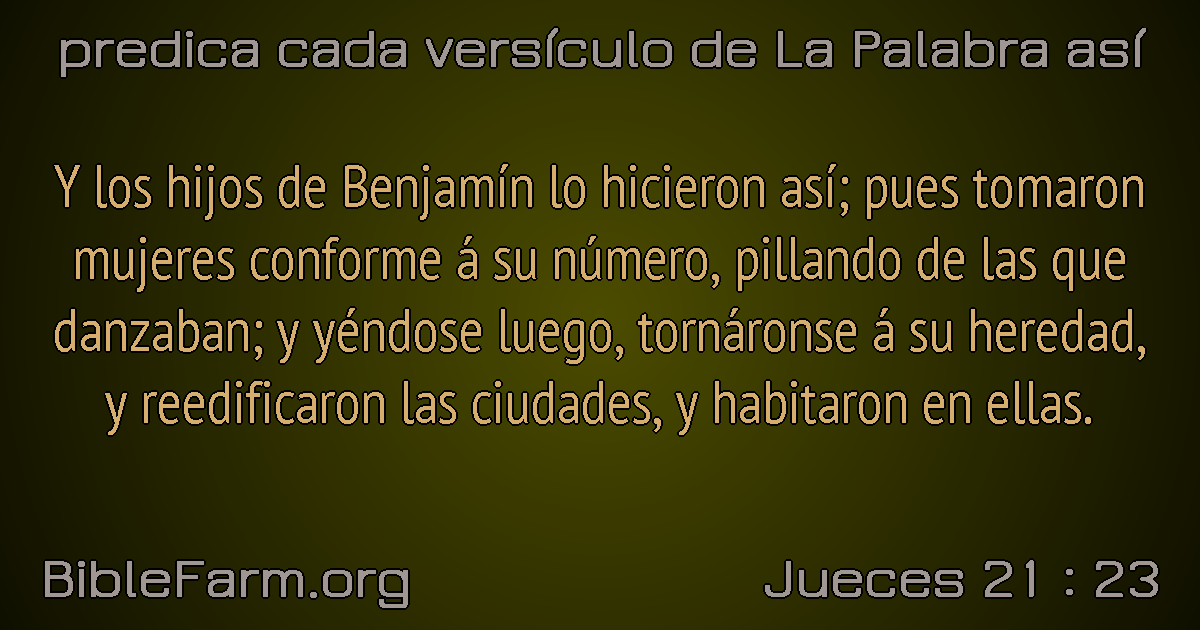 predica cada versículo de La Palabra así
Y los hijos de Benjamín lo hicieron así; pues tomaron
mujeres conforme á su número, pillando de las que
danzaban; y yéndose luego, tornáronse á su heredad,
y reedificaron las ciudades, y habitaron en ellas.
BibleFarm.org
Jueces 21 : 23